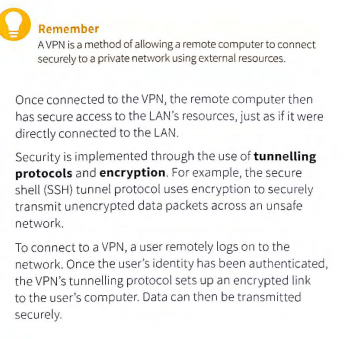 Remember
A VPN is a method of allowing a remote computer to connect
securely to a private network using external resources.
Once connected to the VPN, the remote computer then
has secure access to the LAN's resources, just as if it were
directly connected to the LAN.
Security is implemented through the use of tunnelling
protocols and encryption. For example, the secure
shell (SSH) tunnel protocol uses encryption to securely
transmit unencrypted data packets across an unsafe
network.
To connect to a VPN, a user remotely logs on to the
network. Once the user's identity has been authenticated,
the VPN's tunnelling protocol sets up an encrypted link
to the user's computer. Data can then be transmitted
securely.